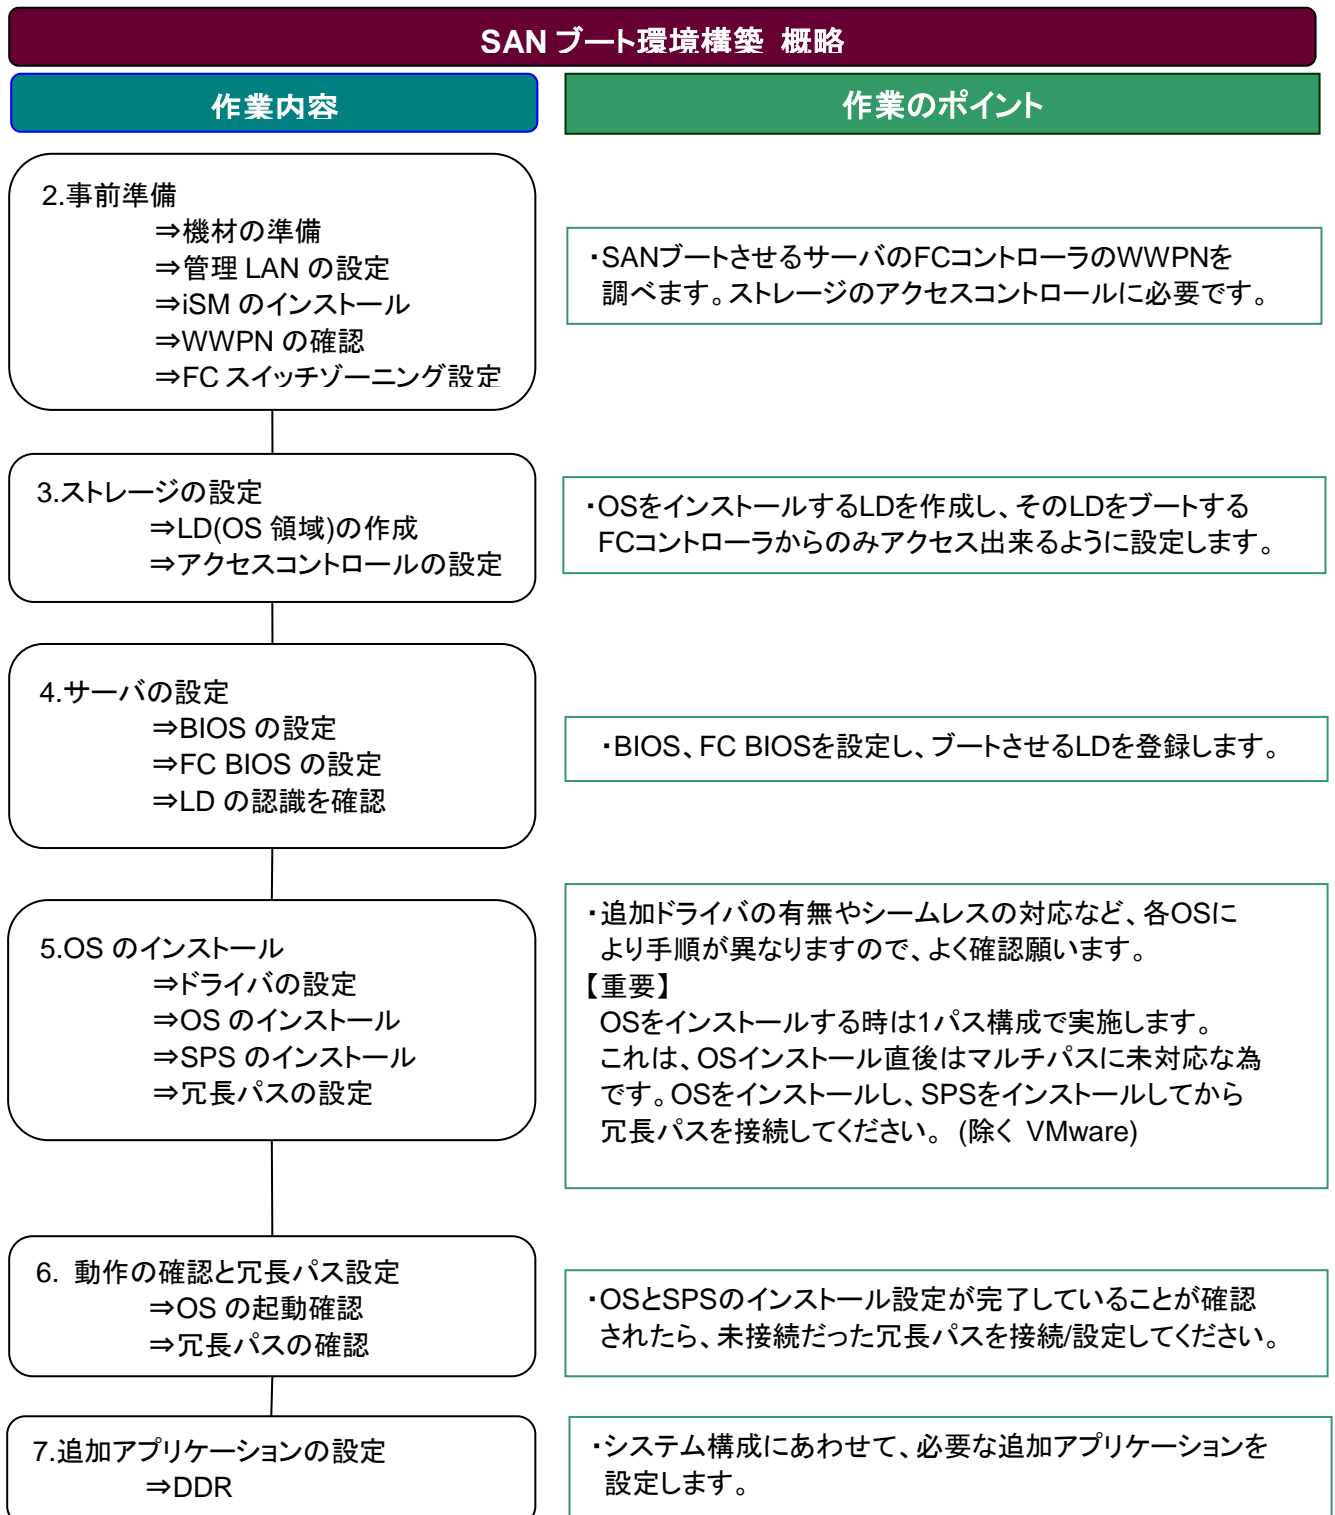 SAN ブート環境構築 概略
作業内容
作業のポイント
2.事前準備
⇒機材の準備
⇒管理 LAN の設定
⇒iSM のインストール
⇒WWPN の確認
⇒FC スイッチゾーニング設定
・SANブートさせるサーバのFCコントローラのWWPNを
調べます。ストレージのアクセスコントロールに必要です。
3.ストレージの設定
⇒LD(OS 領域)の作成
⇒アクセスコントロールの設定
・OSをインストールするLDを作成し、そのLDをブートする
FCコントローラからのみアクセス出来るように設定します。
4.サーバの設定
⇒BIOS の設定
⇒FC BIOS の設定
⇒LD の認識を確認
・BIOS、FC BIOSを設定し、ブートさせるLDを登録します。
5.OS のインストール
⇒ドライバの設定
⇒OS のインストール
⇒SPS のインストール
⇒冗長パスの設定
・追加ドライバの有無やシームレスの対応など、各OSに
より手順が異なりますので、よく確認願います。
【重要】
OSをインストールする時は1パス構成で実施します。
これは、OSインストール直後はマルチパスに未対応な為
です。OSをインストールし、SPSをインストールしてから
冗長パスを接続してください。 (除く VMware)
6. 動作の確認と冗長パス設定
⇒OS の起動確認
⇒冗長パスの確認
・OSとSPSのインストール設定が完了していることが確認
されたら、未接続だった冗長パスを接続/設定してください。
7.追加アプリケーションの設定
⇒DDR
・システム構成にあわせて、必要な追加アプリケーションを
設定します。